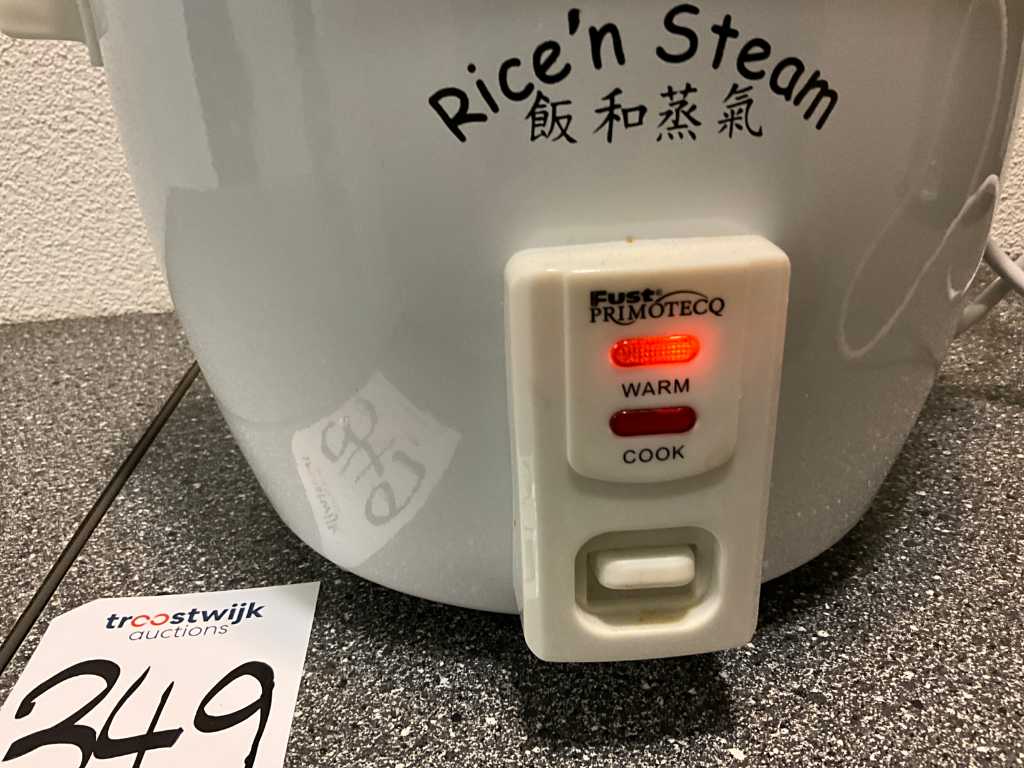 Rice'n Steam
飯和蒸氣
Fust
PRIMOTECQ
WARM
COOK
troostwijk
auctions
349